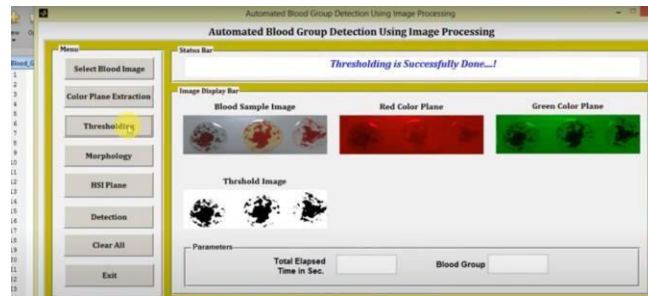 Automated Blood Group Detection Using Image Processing
Automated Blood Group Detection Using Image Processing
Menu
Select Blood Image
Color Plane Extraction
Thresholding
Morphology
HSI Plane
Detection
Clear All
Exit
Status Bar
Thresholding is Successfully Done....!
Image Display Bar
Blood Sample Image
Red Color Plane
Green Color Plane
Thrshold Image
Parameters
Total Elapsed
Time in Sec.
Blood Group